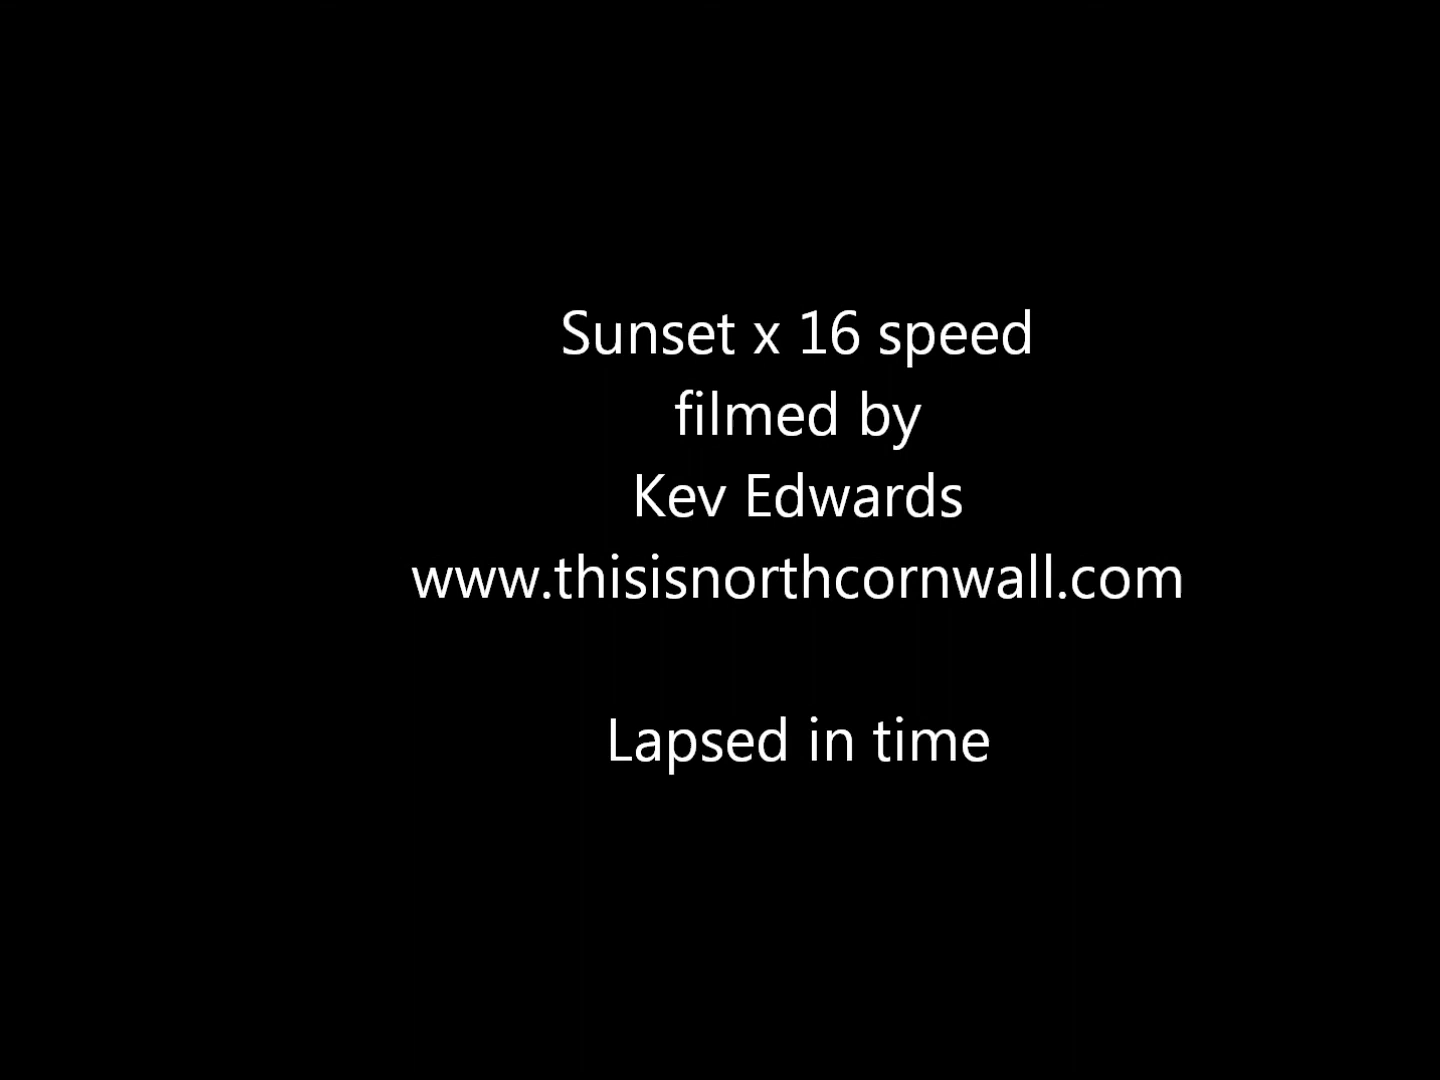 Sunset x 16 speed
filmed by
Kev Edwards
www.thisisnorthcornwall.com
Lapsed in time